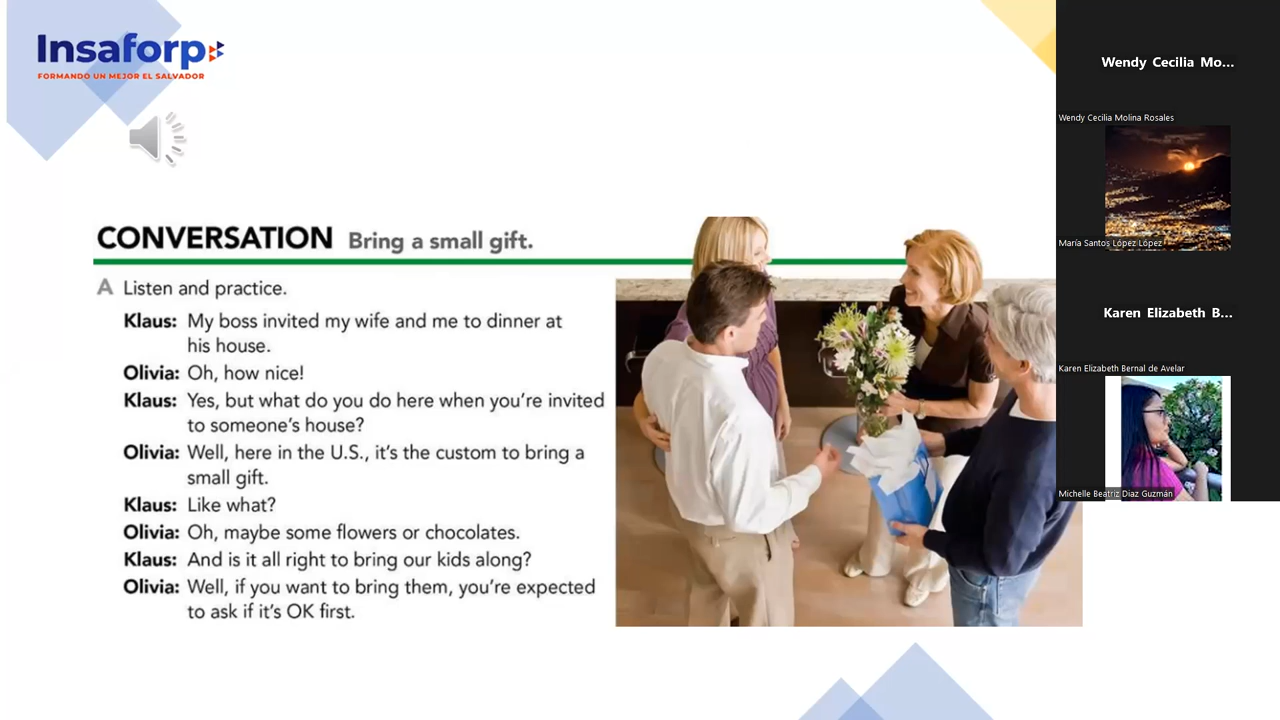 Insaforp
FORMANDO UN MEJOR EL SALVADOR
CONVERSATION Bring a small gift.
A Listen and practice.
Klaus: My boss invited my wife and me to dinner at
his house.
Olivia: Oh, how nice!
Klaus: Yes, but what do you do here when you're invited
to someone's house?
Olivia: Well, here in the U.S., it's the custom to bring a
small gift.
Klaus: Like what?
Olivia: Oh, maybe some flowers or chocolates.
Klaus: And is it all right to bring our kids along?
Olivia: Well, if you want to bring them, you're expected
to ask if it's OK first.
Wendy Cecilia Mo...
Wendy Cecilia Molina Rosales
María Santos López López
Karen Elizabeth B...
Karen Elizabeth Bernal de Avelar
Michelle Beatriz Diaz Guzmán